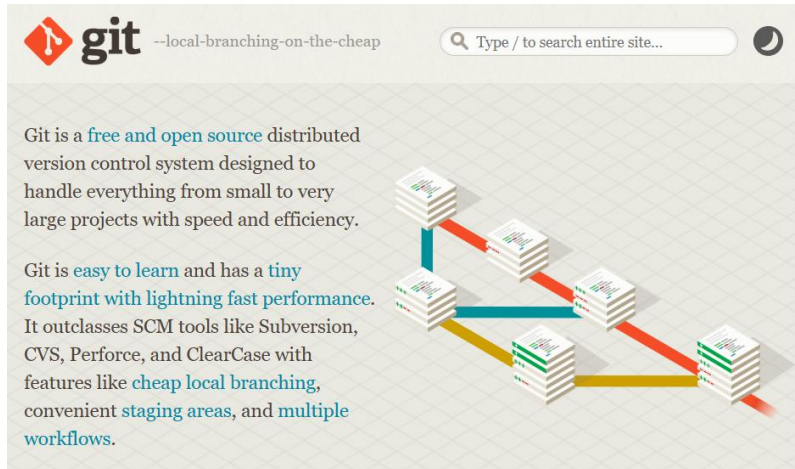 git --local-branching-on-the-cheap
Type / to search entire site...
Git is a free and open source distributed
version control system designed to
handle everything from small to very
large projects with speed and efficiency.
Git is easy to learn and has a tiny
footprint with lightning fast performance.
It outclasses SCM tools like Subversion,
CVS, Perforce, and ClearCase with
features like cheap local branching,
convenient staging areas, and multiple
workflows.